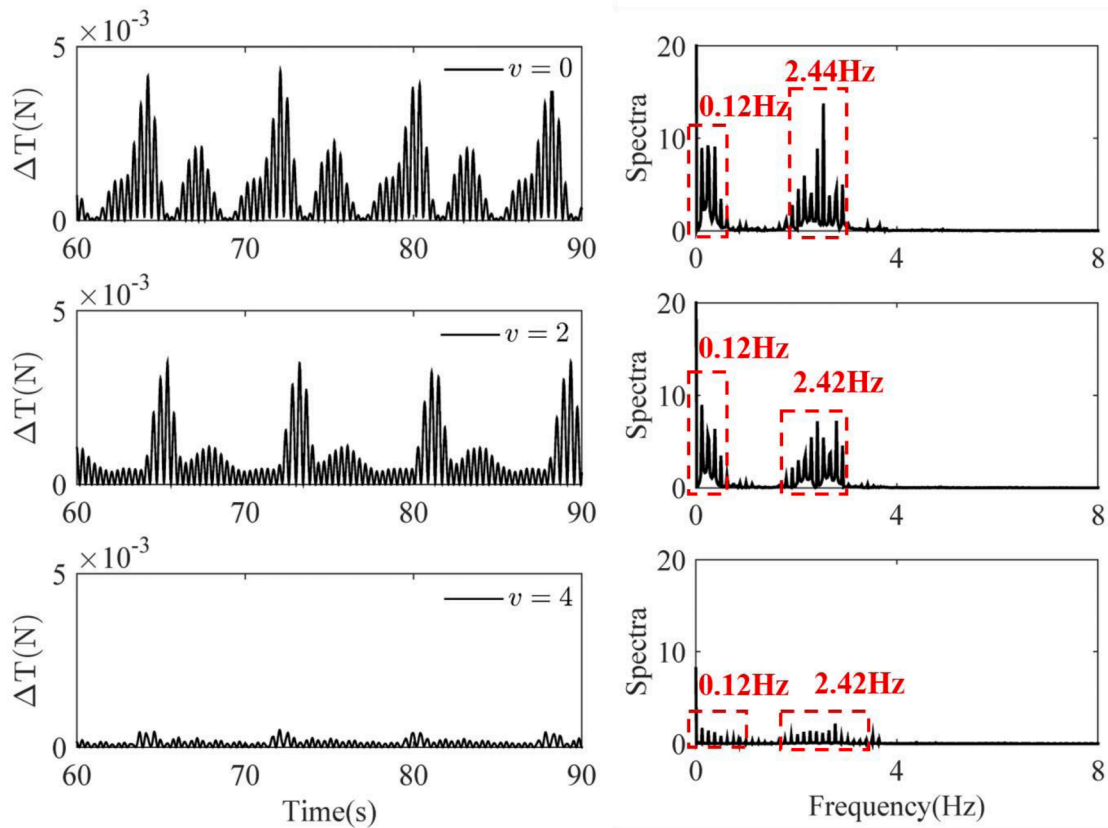 ×10⁻³
5
ΔT(N)
v = 0
0
60 70 80 90
20
2.44Hz
0.12Hz
Spectra
10
0
0 4 8
×10⁻³
5
ΔT(N)
v = 2
0
60 70 80 90
20
0.12Hz
2.42Hz
Spectra
10
0
0 4 8
×10⁻³
5
ΔT(N)
v = 4
0
60 70 80 90
Time(s)
20
Spectra
10
0.12Hz
2.42Hz
0
0 4 8
Frequency(Hz)